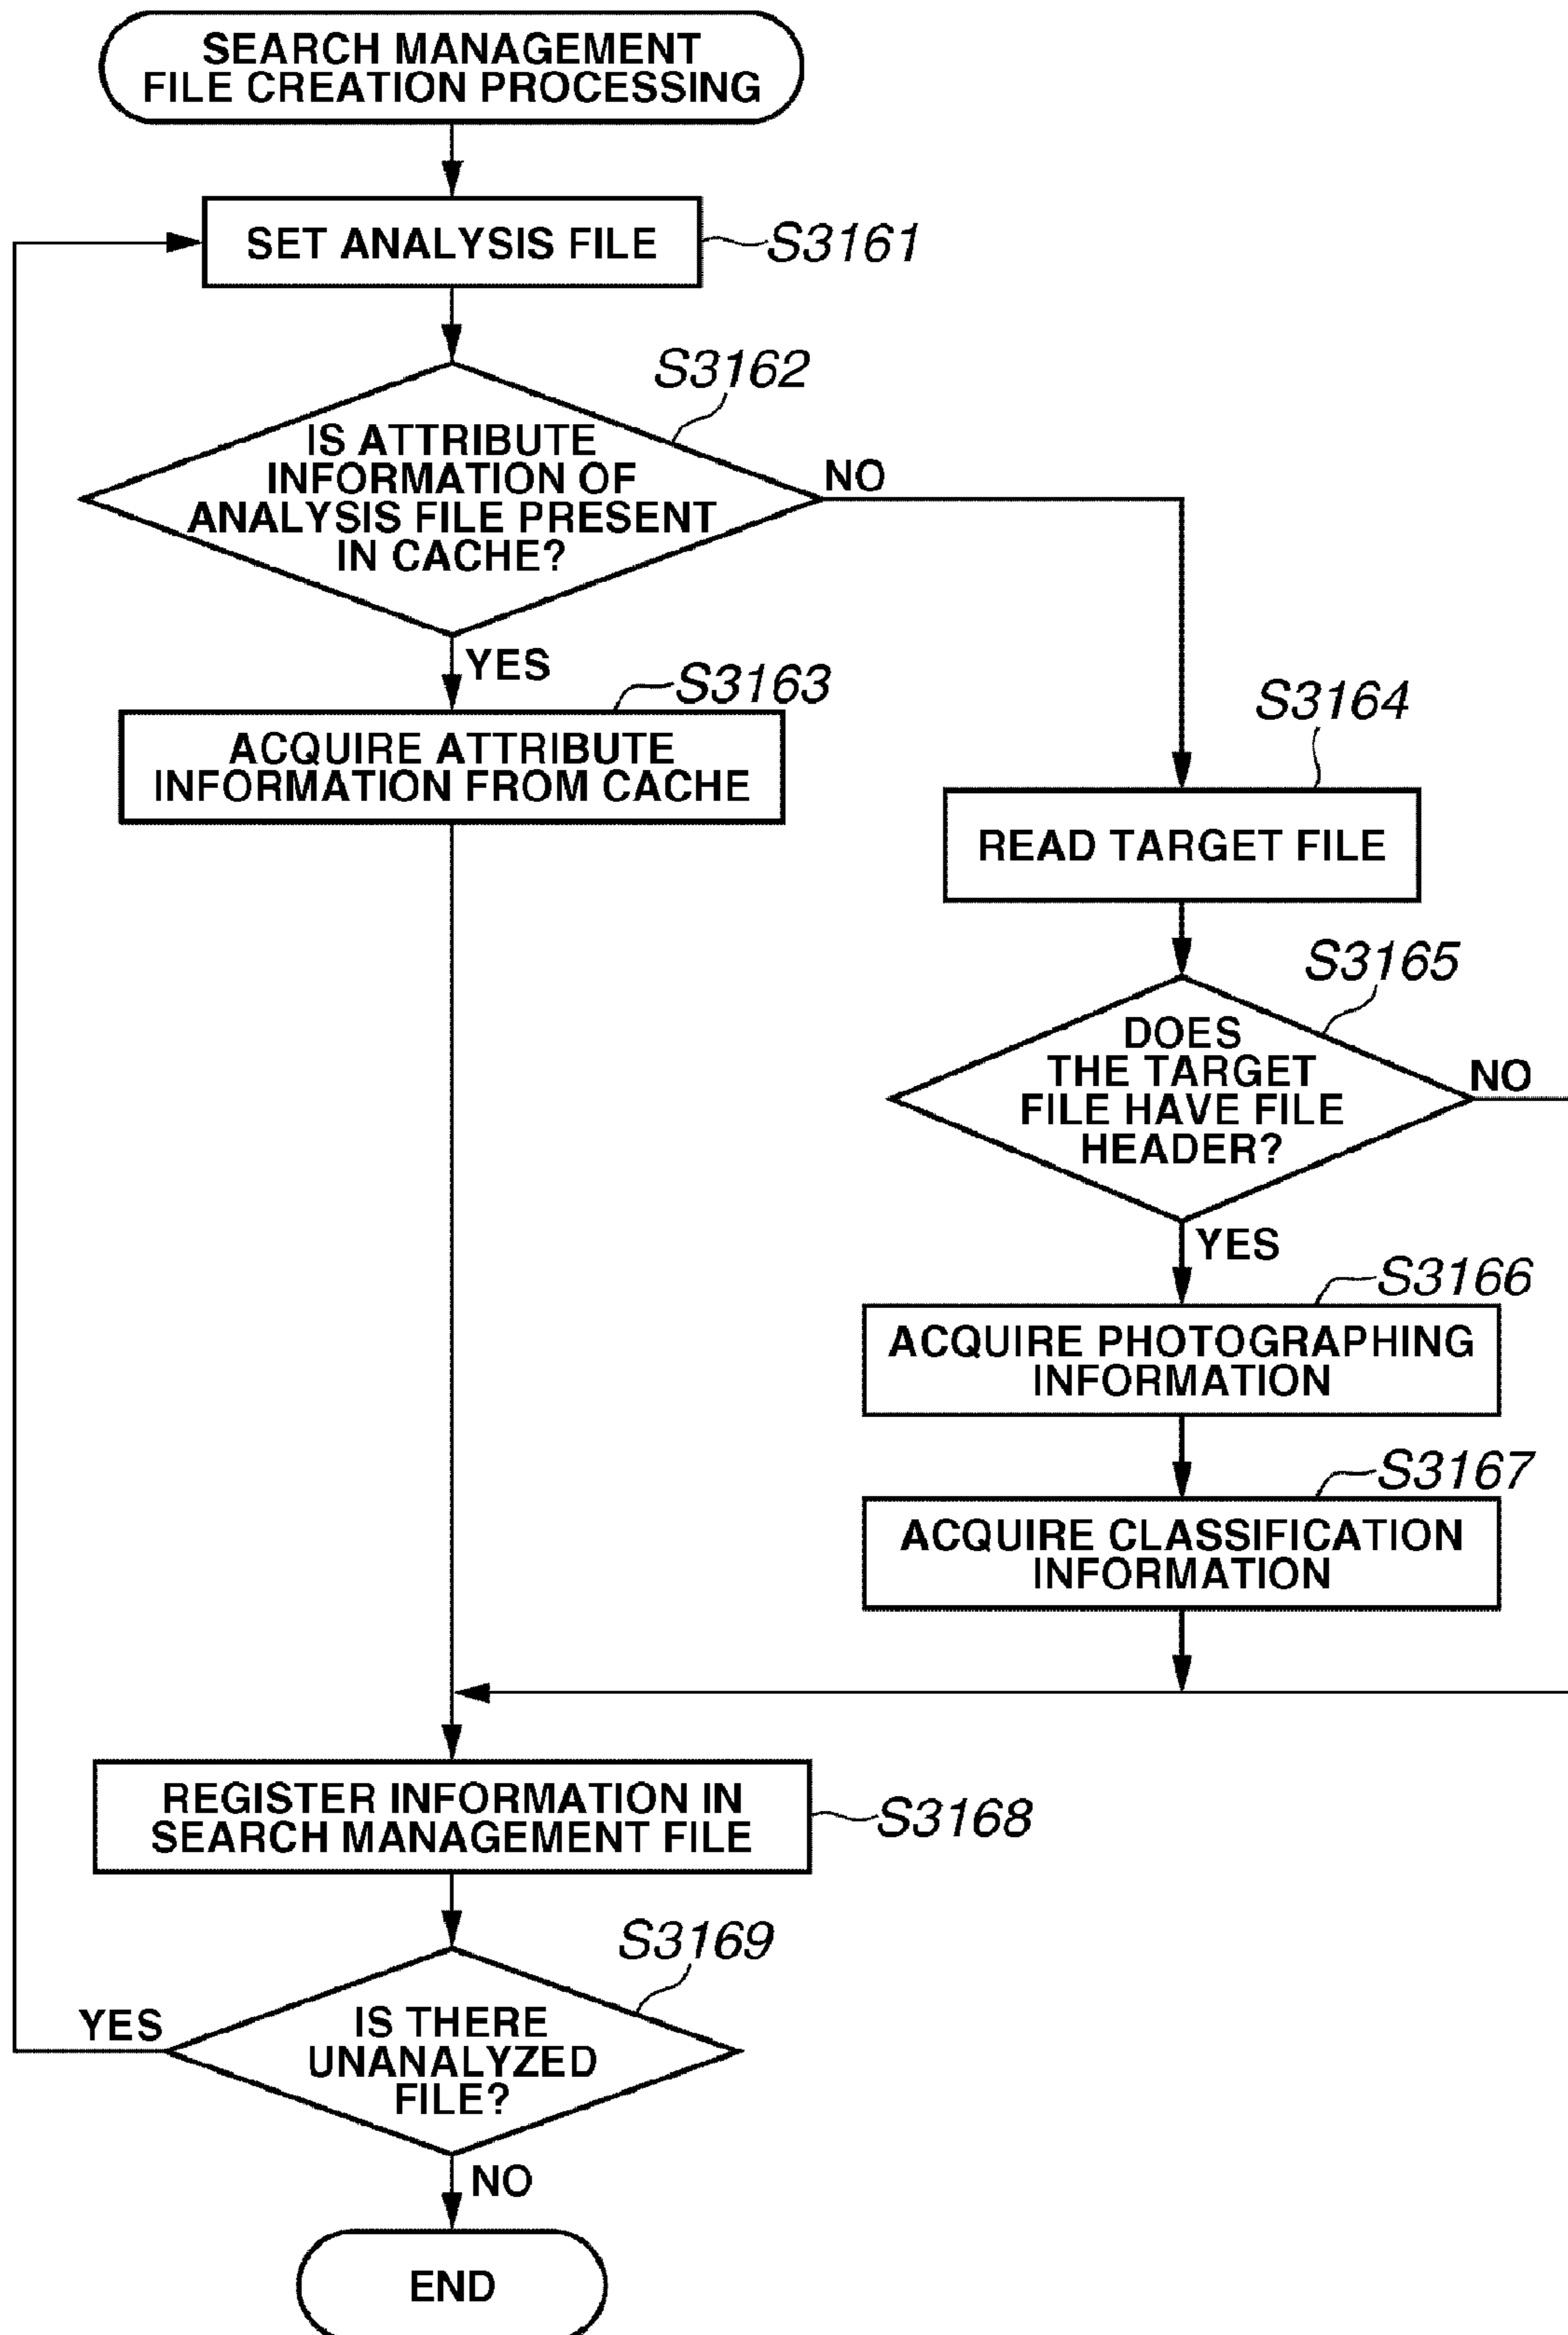 SEARCH MANAGEMENT
FILE CREATION PROCESSING
SET ANALYSIS FILE
S3161
S3162
IS ATTRIBUTE
INFORMATION OF
ANALYSIS FILE PRESENT
IN CACHE?
NO
YES
S3163
ACQUIRE ATTRIBUTE
INFORMATION FROM CACHE
S3164
READ TARGET FILE
S3165
DOES
THE TARGET
FILE HAVE FILE
HEADER?
NO
YES
S3166
ACQUIRE PHOTOGRAPHING
INFORMATION
S3167
ACQUIRE CLASSIFICATION
INFORMATION
REGISTER INFORMATION IN
SEARCH MANAGEMENT FILE
S3168
S3169
IS THERE
UNANALYZED
FILE?
YES
NO
END